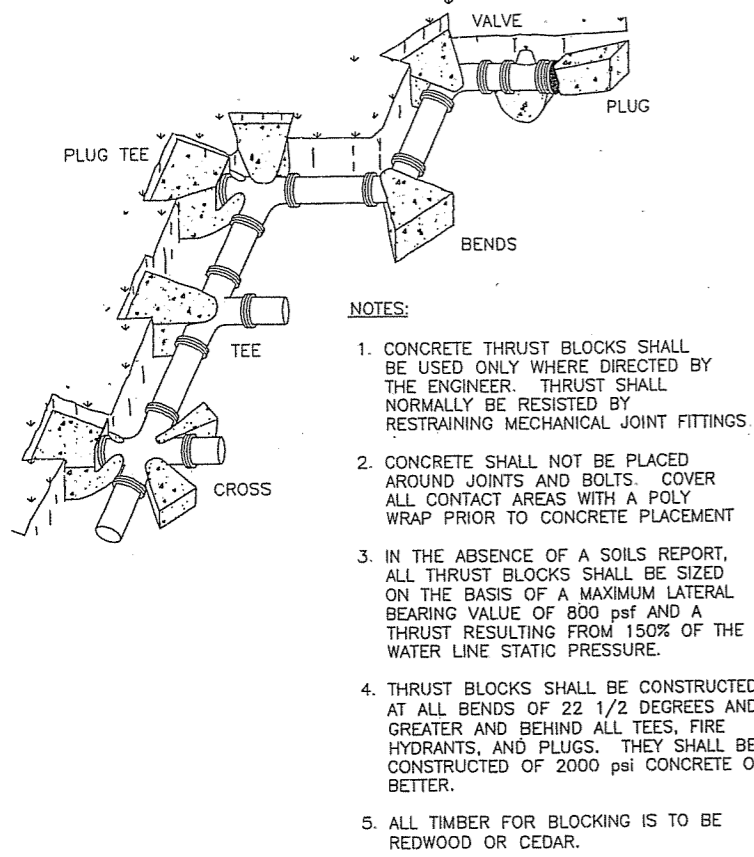 VALVE
PLUG
PLUG TEE
BENDS
TEE
CROSS
NOTES:
1. CONCRETE THRUST BLOCKS SHALL
BE USED ONLY WHERE DIRECTED BY
THE ENGINEER. THRUST SHALL
NORMALLY BE RESISTED BY
RESTRAINING MECHANICAL JOINT FITTINGS.
2. CONCRETE SHALL NOT BE PLACED
AROUND JOINTS AND BOLTS. COVER
ALL CONTACT AREAS WITH A POLY
WRAP PRIOR TO CONCRETE PLACEMENT
3. IN THE ABSENCE OF A SOILS REPORT,
ALL THRUST BLOCKS SHALL BE SIZED
ON THE BASIS OF A MAXIMUM LATERAL
BEARING VALUE OF 800 psf AND A
THRUST RESULTING FROM 150% OF THE
WATER LINE STATIC PRESSURE.
4. THRUST BLOCKS SHALL BE CONSTRUCTED
AT ALL BENDS OF 22 1/2 DEGREES AND
GREATER AND BEHIND ALL TEES, FIRE
HYDRANTS, AND PLUGS. THEY SHALL BE
CONSTRUCTED OF 2000 psi CONCRETE O
BETTER.
5. ALL TIMBER FOR BLOCKING IS TO BE
REDWOOD OR CEDAR.